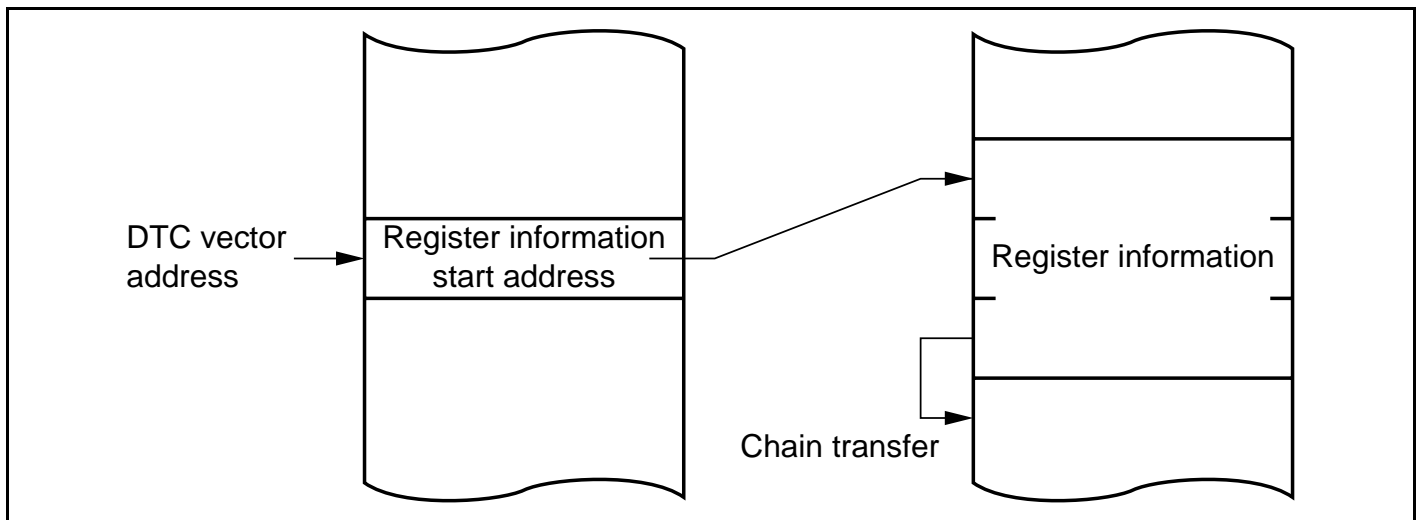 DTC vector
address
Register information
start address
Register information
Chain transfer